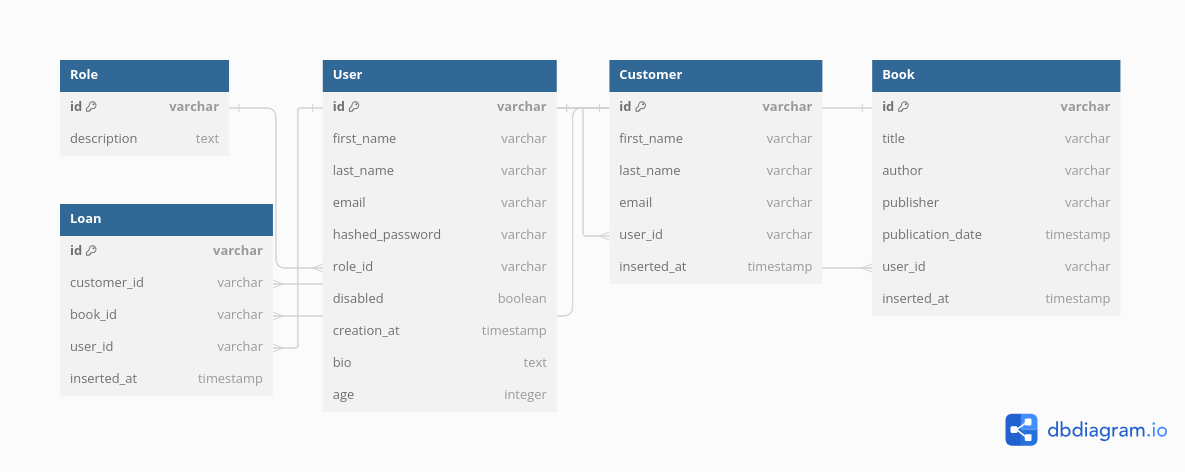 Role
id varchar
description text
Loan
id varchar
customer_id varchar
book_id varchar
user_id varchar
inserted_at timestamp
User
id varchar
first_name varchar
last_name varchar
email varchar
hashed_password varchar
role_id varchar
disabled boolean
creation_at timestamp
bio text
age integer
Customer
id varchar
first_name varchar
last_name varchar
email varchar
user_id varchar
inserted_at timestamp
Book
id varchar
title varchar
author varchar
publisher varchar
publication_date timestamp
user_id varchar
inserted_at timestamp
dbdiagram.io